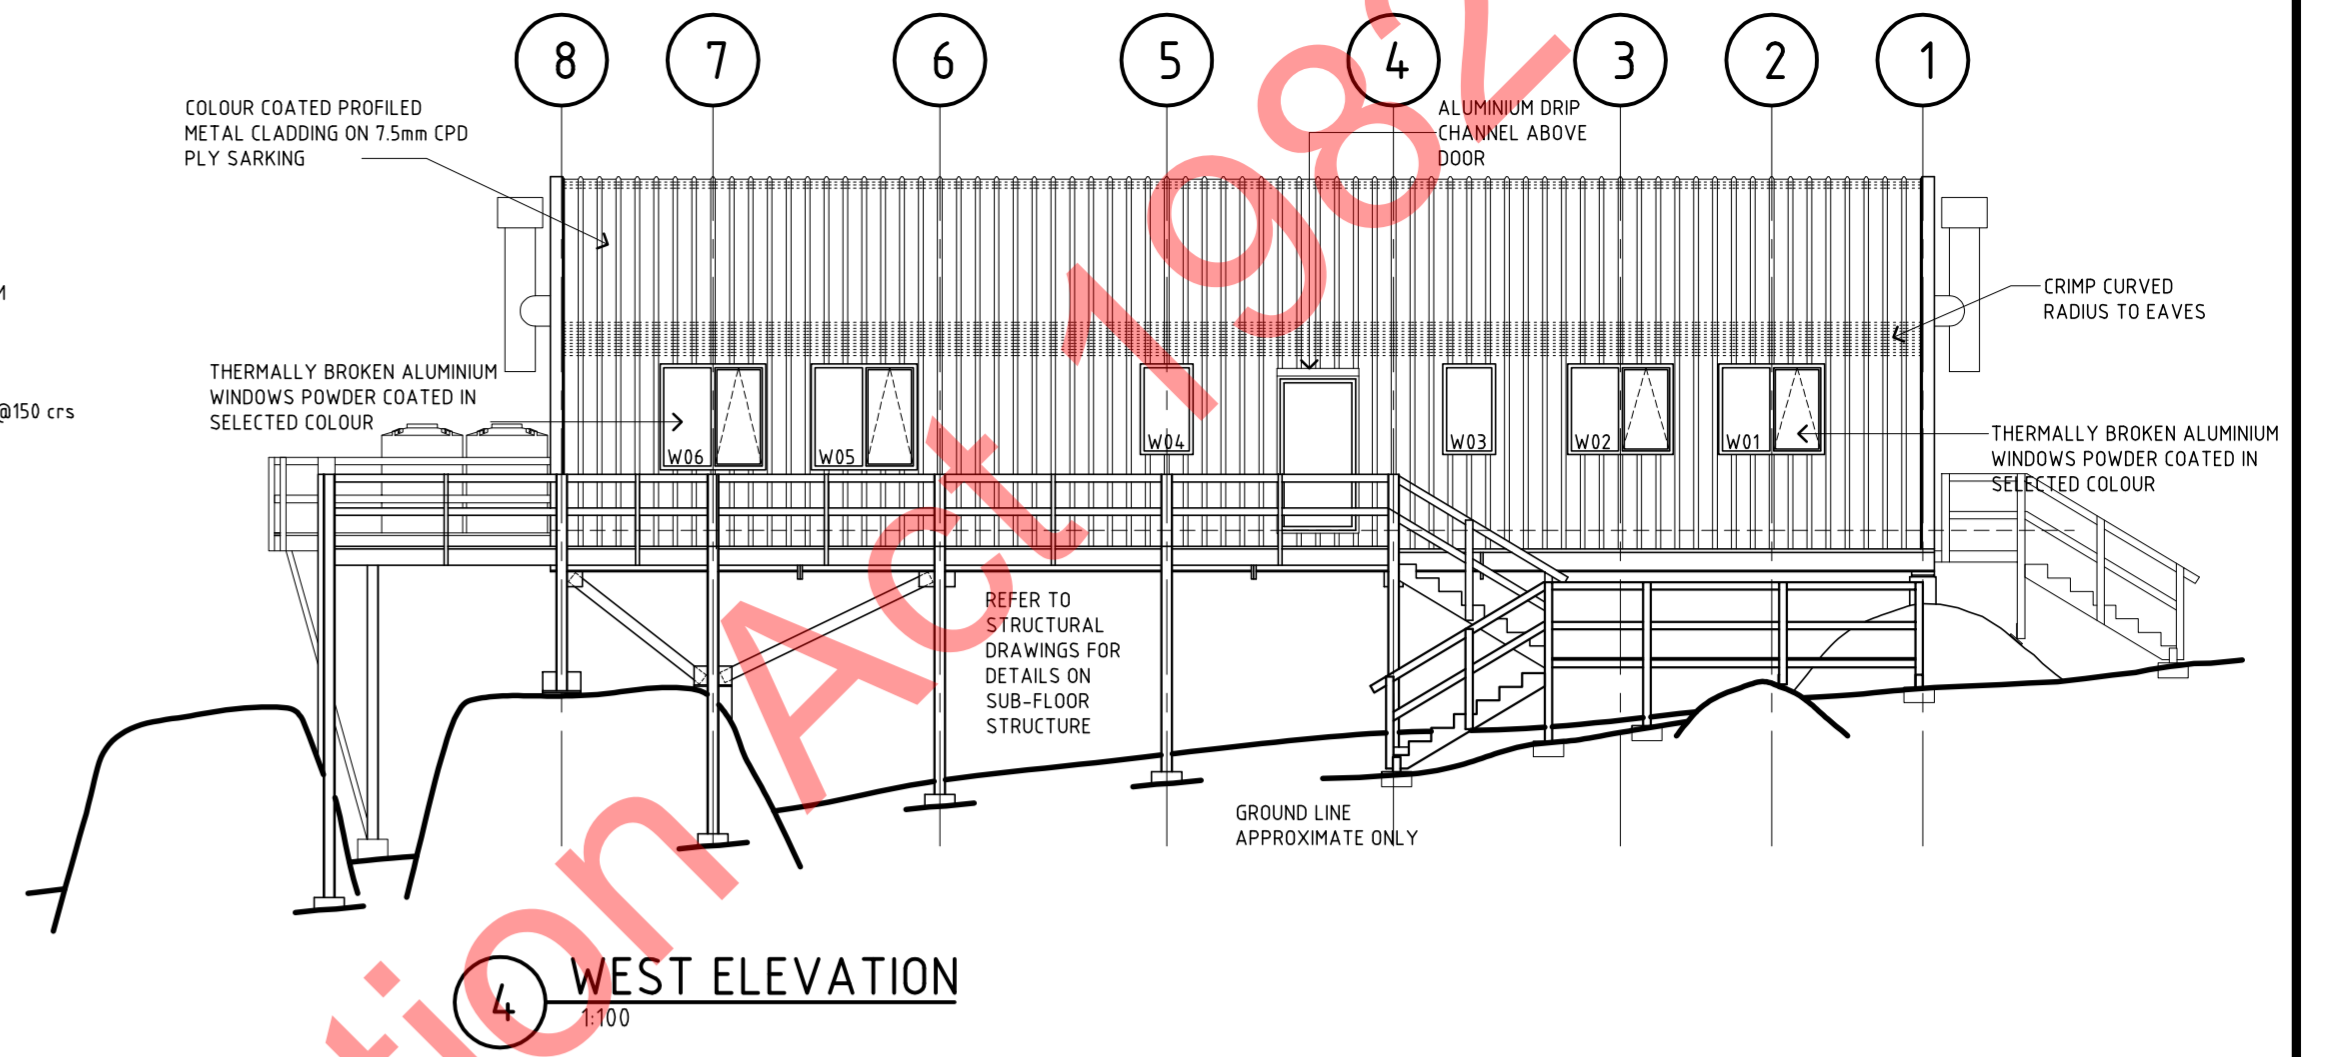 8
7
6
5
4
3
2
1
COLOUR COATED PROFILED
METAL CLADDING ON 7.5mm CPD
PLY SARKING
ALUMINIUM DRIP
CHANNEL ABOVE
DOOR
M
CRIMP CURVED
RADIUS TO EAVES
THERMALLY BROKEN ALUMINIUM
WINDOWS POWDER COATED IN
SELECTED COLOUR
@150 crs
W06
W05
W04
W03
W02
W01
THERMALLY BROKEN ALUMINIUM
WINDOWS POWDER COATED IN
SELECTED COLOUR
REFER TO
STRUCTURAL
DRAWINGS FOR
DETAILS ON
SUB-FLOOR
STRUCTURE
GROUND LINE
APPROXIMATE ONLY
4
WEST ELEVATION
1:100
tion Act 1982